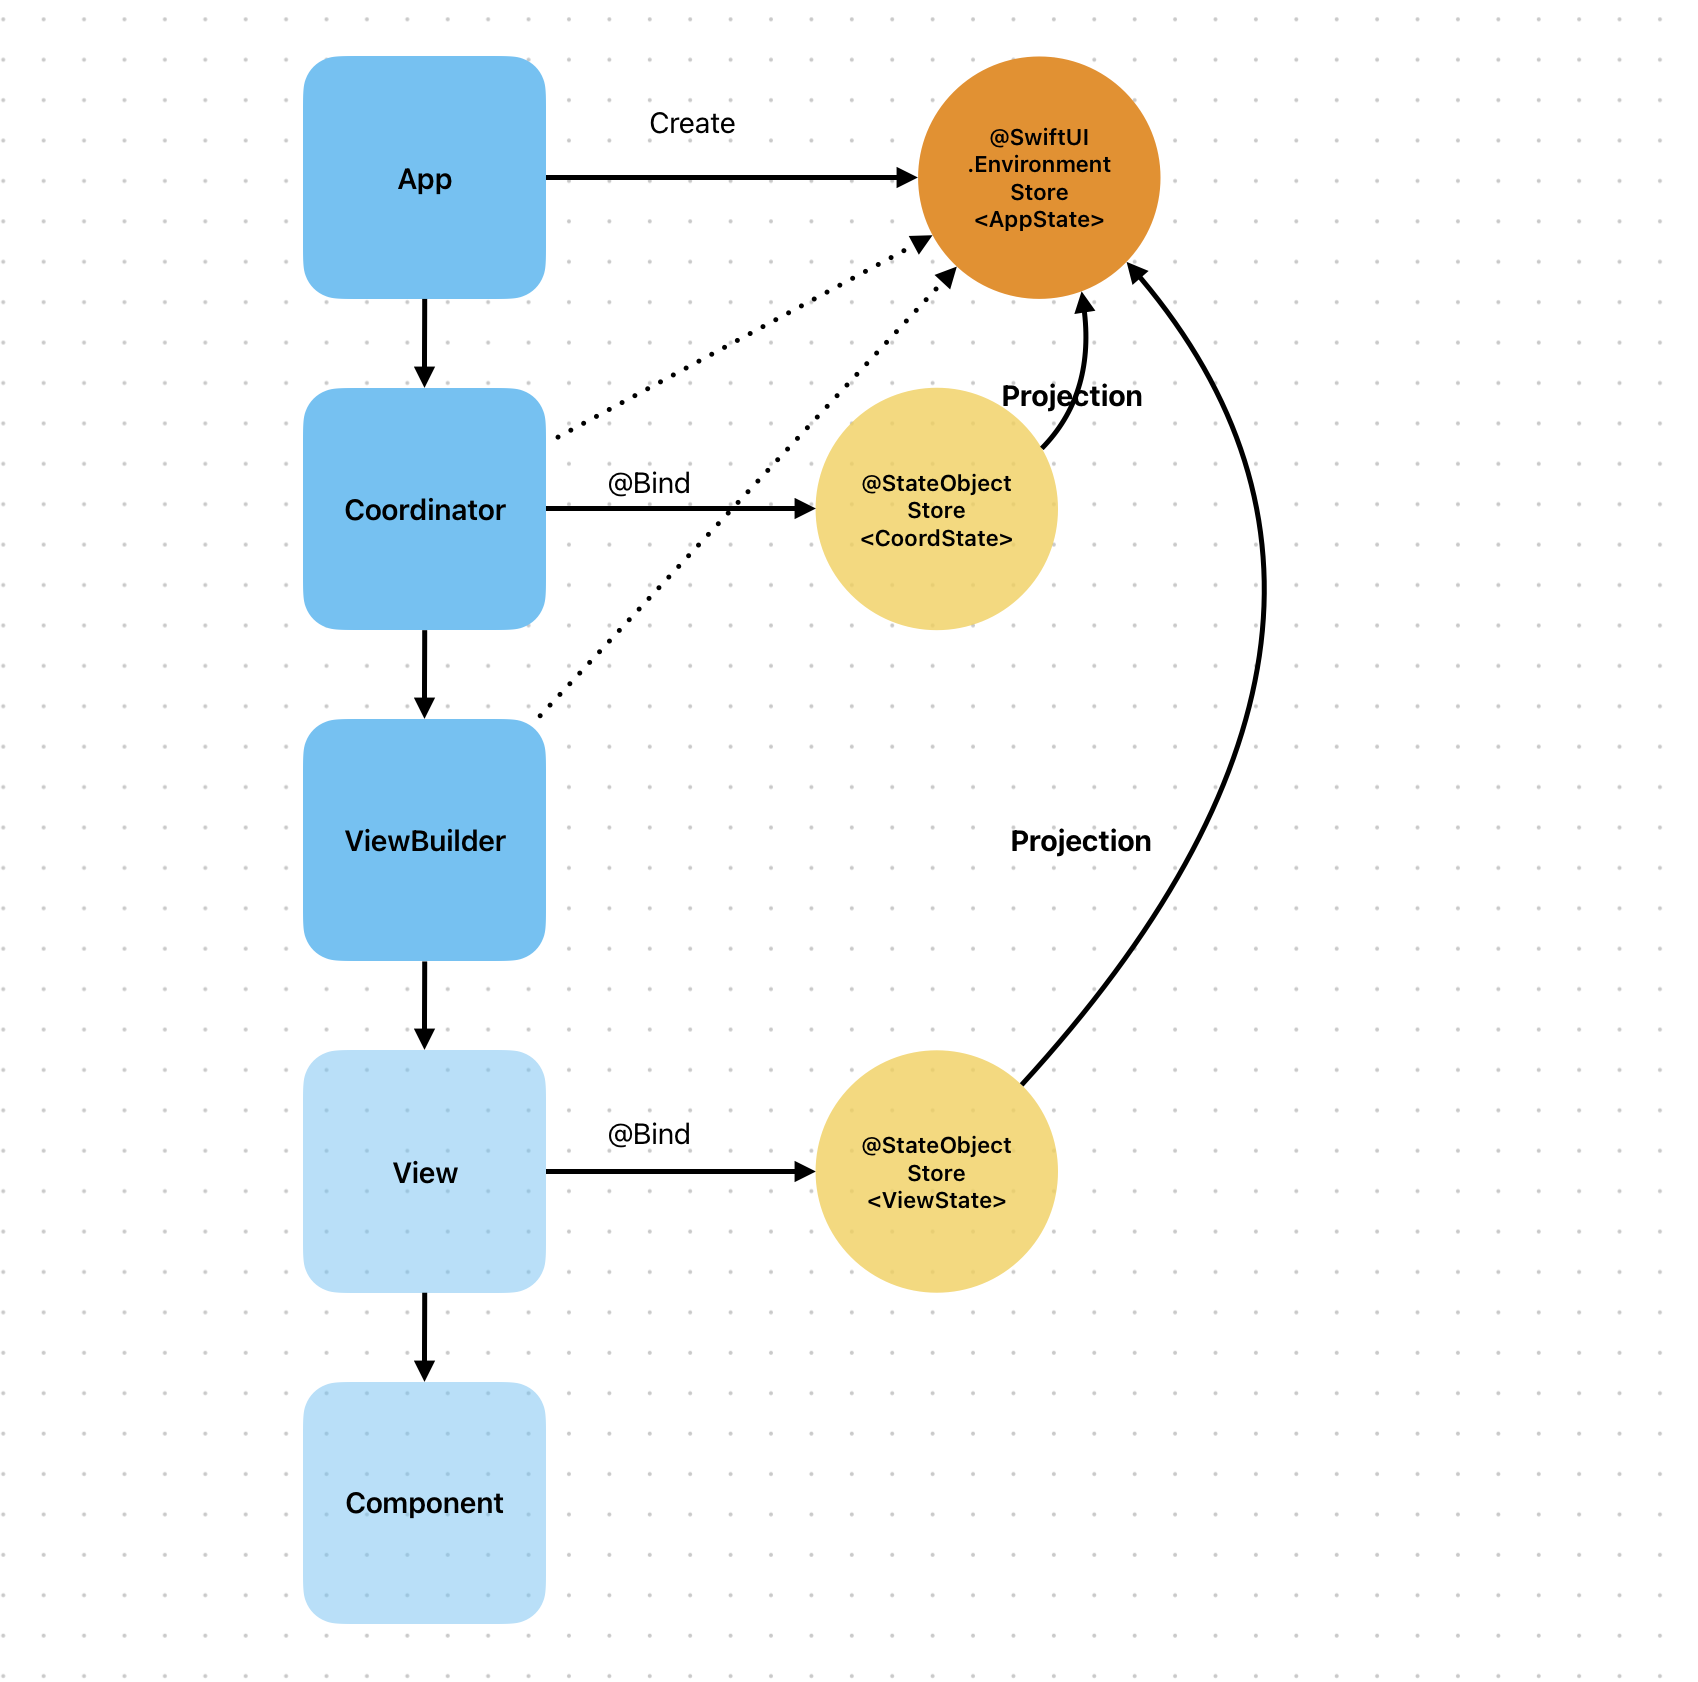 Create
App
@SwiftUI
.Environment
Store
<AppState>
Projection
@Bind
Coordinator
@StateObject
Store
<CoordState>
ViewBuilder
Projection
@Bind
View
@StateObject
Store
<ViewState>
Component